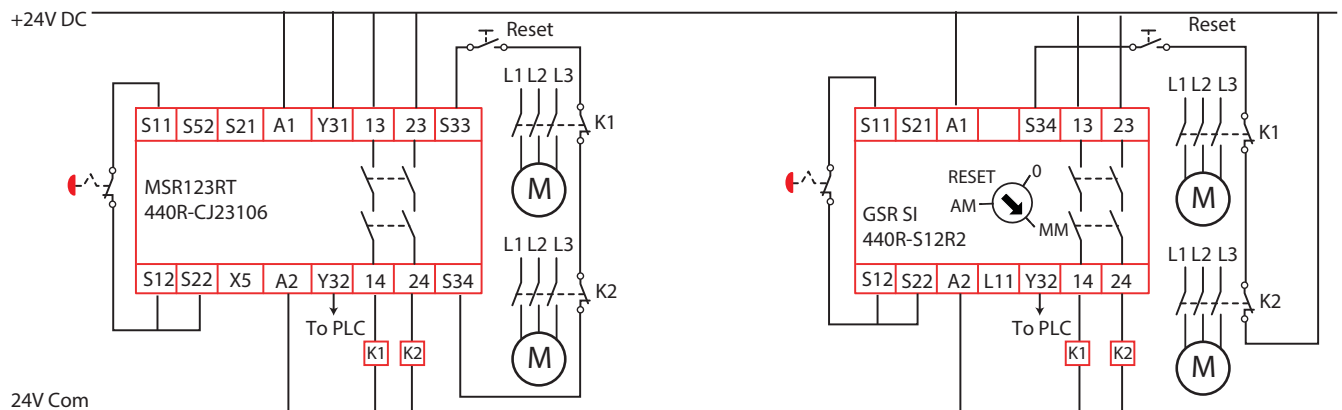 +24V DC
Reset
L1 L2 L3
S11 S52 S21 A1 Y31 13 23 S33
K1
MSR123RT
440R-CJ23106
M
L1 L2 L3
S12 S22 X5 A2 Y32 14 24 S34
K2
To PLC
K1 K2
M
24V Com
Reset
L1 L2 L3
S11 S21 A1 S34 13 23
K1
RESET 0
AM
MM
GSR SI
440R-S12R2
M
L1 L2 L3
S12 S22 A2 L11 Y32 14 24
K2
To PLC
K1 K2
M